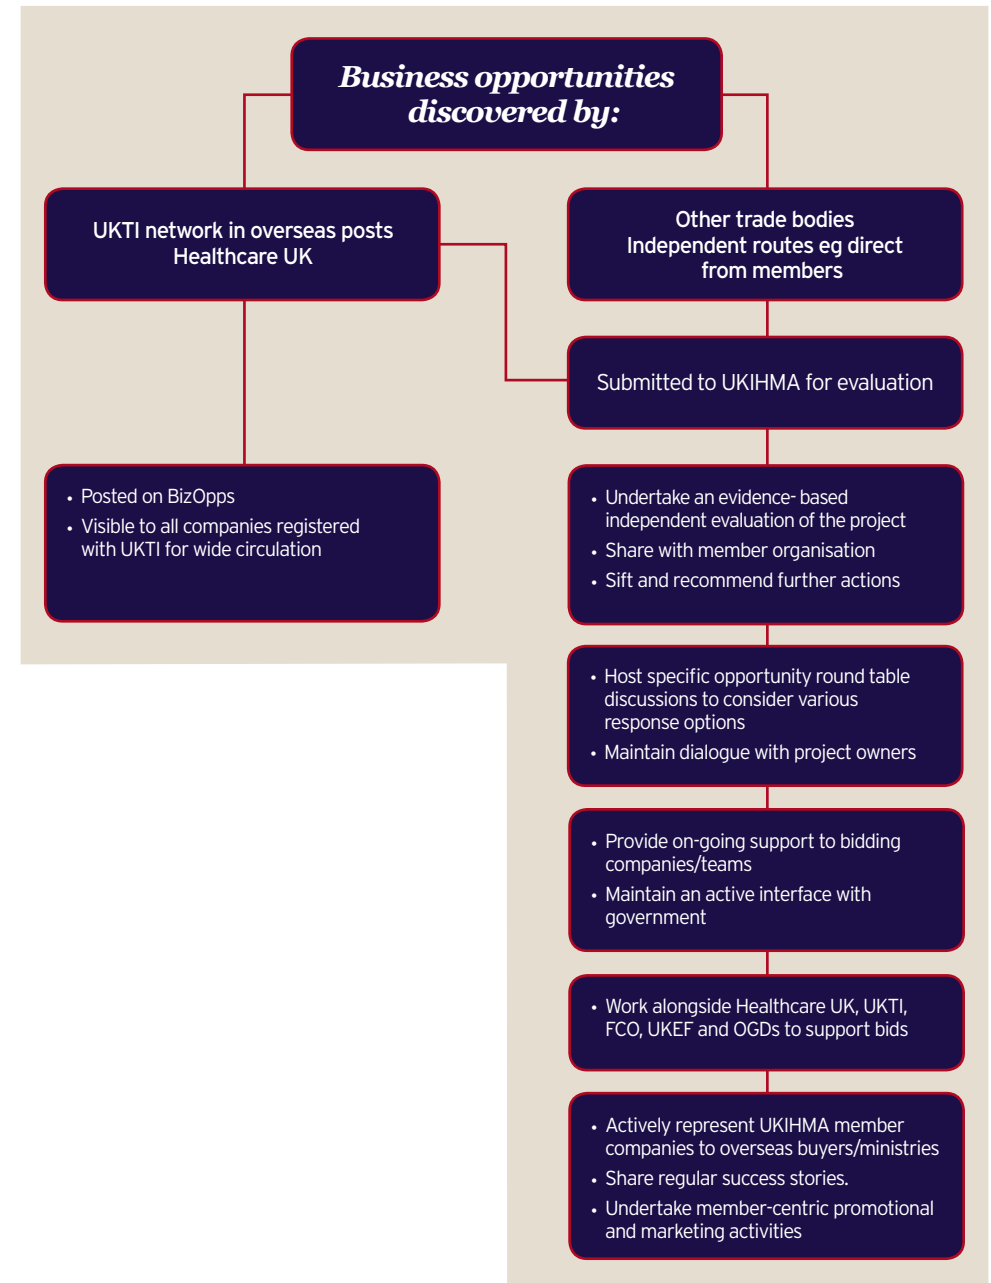 Business opportunities
discovered by:
UKTI network in overseas posts
Healthcare UK
Other trade bodies
Independent routes eg direct
from members
Submitted to UKIHMA for evaluation
• Posted on BizOpps
• Visible to all companies registered
with UKTI for wide circulation
• Undertake an evidence- based
independent evaluation of the project
• Share with member organisation
• Sift and recommend further actions
• Host specific opportunity round table
discussions to consider various
response options
• Maintain dialogue with project owners
• Provide on-going support to bidding
companies/teams
• Maintain an active interface with
government
• Work alongside Healthcare UK, UKTI,
FCO, UKEF and OGDs to support bids
• Actively represent UKIHMA member
companies to overseas buyers/ministries
• Share regular success stories.
• Undertake member-centric promotional
and marketing activities